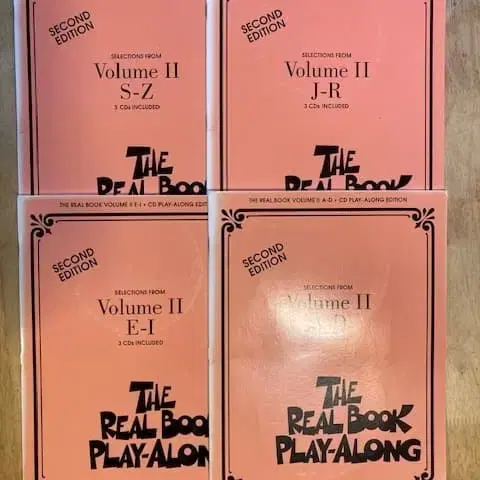 SECOND
EDITION
SELECTIONS FROM
Volume II
S-Z
3 CDs INCLUDED
THE
REAL BOOK
SECOND
EDITION
SELECTIONS FROM
Volume II
J-R
3 CDs INCLUDED
THE
REAL BOOK
THE REAL BOOK VOLUME II E-I • CD PLAY-ALONG EDIT
SECOND
EDITION
SELECTIONS FROM
Volume II
E-I
3 CDs INCLUDED
THE
REAL BOO
PLAY-ALON
THE REAL BOOK VOLUME II A-D • CD PLAY-ALONG EDITION
SECOND
EDITION
SELECTIONS FROM
Volume II
THE
REAL BOOK
PLAY-ALONG